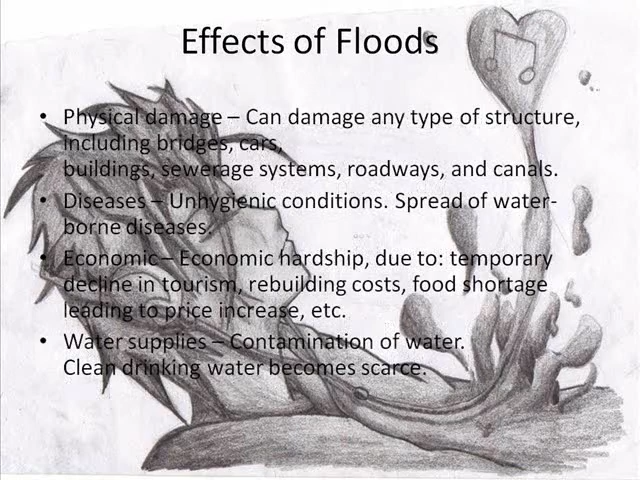 Effects of Floods
• Physical damage – Can damage any type of structure,
including bridges, cars,
buildings, sewerage systems, roadways, and canals.
• Diseases – Unhygienic conditions. Spread of water-
borne diseases.
• Economic – Economic hardship, due to: temporary
decline in tourism, rebuilding costs, food shortage
leading to price increase, etc.
• Water supplies – Contamination of water.
Clean drinking water becomes scarce.